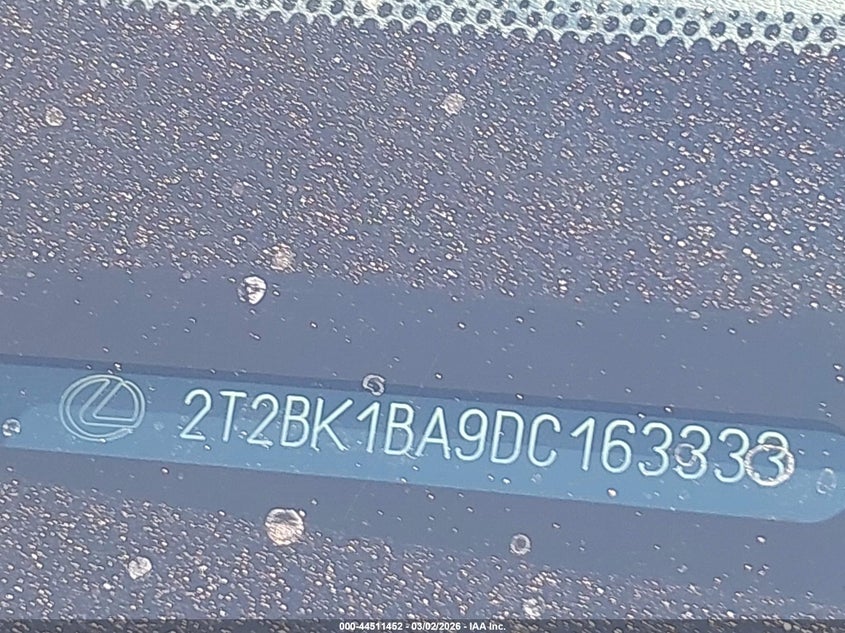 2T2BK1BA9DC163333
000-44511452 - 03/02/2026 - IAA Inc.